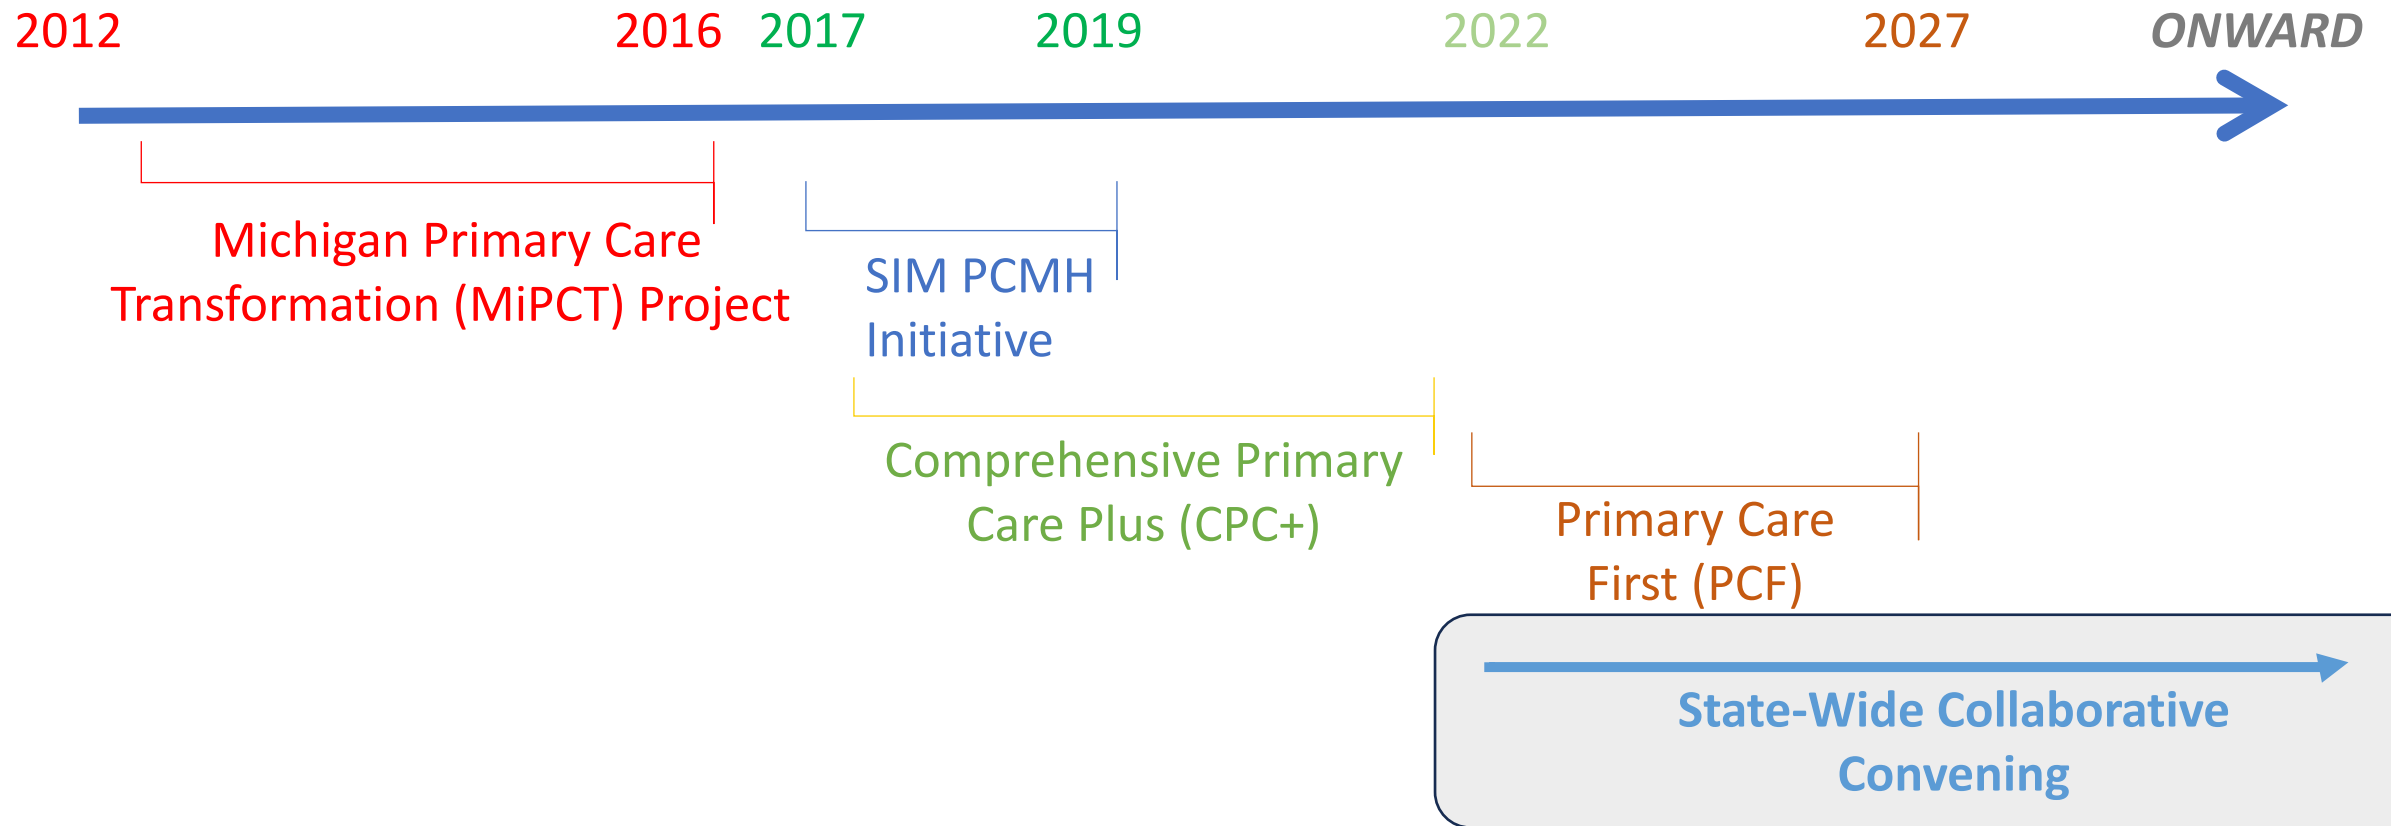 2012 2016 2017 2019 2022 2027 ONWARD
Michigan Primary Care
Transformation (MiPCT) Project
SIM PCMH
Initiative
Comprehensive Primary
Care Plus (CPC+)
Primary Care
First (PCF)
State-Wide Collaborative
Convening